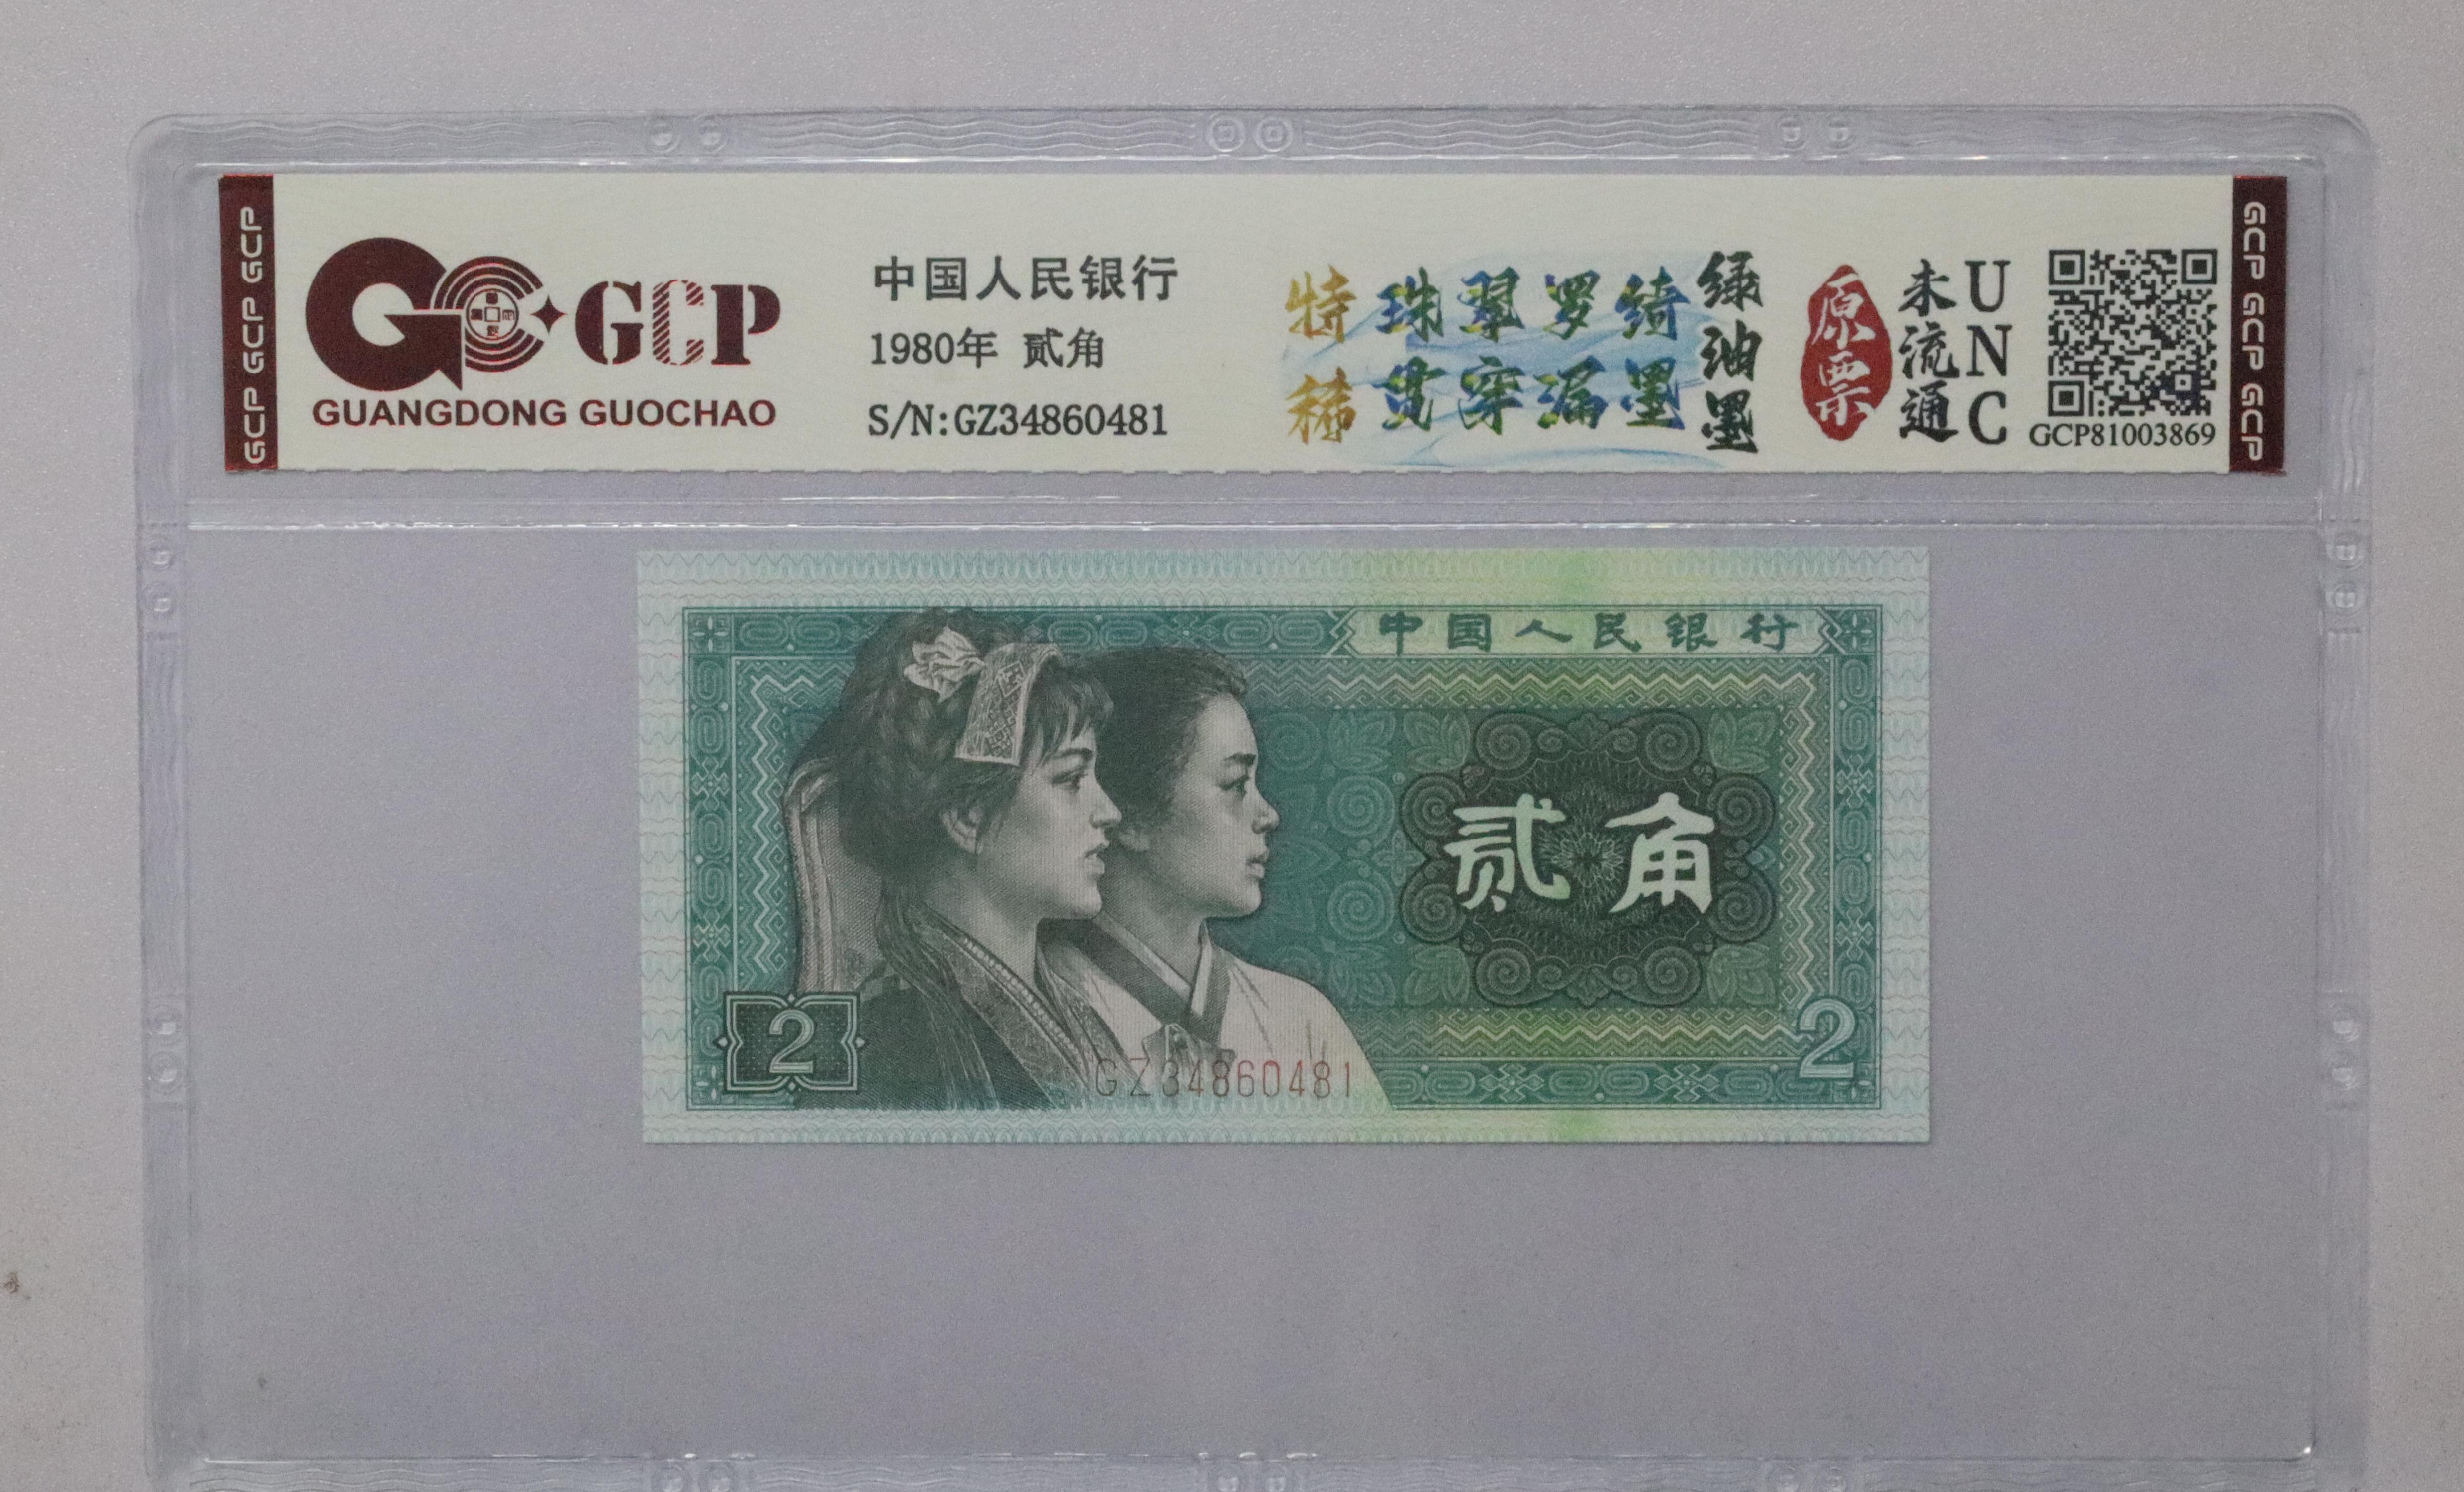 GCP GCP GCP
GCP
GUANGDONG GUOCHAO
中国人民银行
1980年 贰角
S/N:GZ34860481
特稀
珠翠罗绮
贯穿漏墨
绿油墨
原票
未流通
UNC
GCP81003869
GCP GCP GCP
中国人民银行
贰角
2
GZ34860481
2